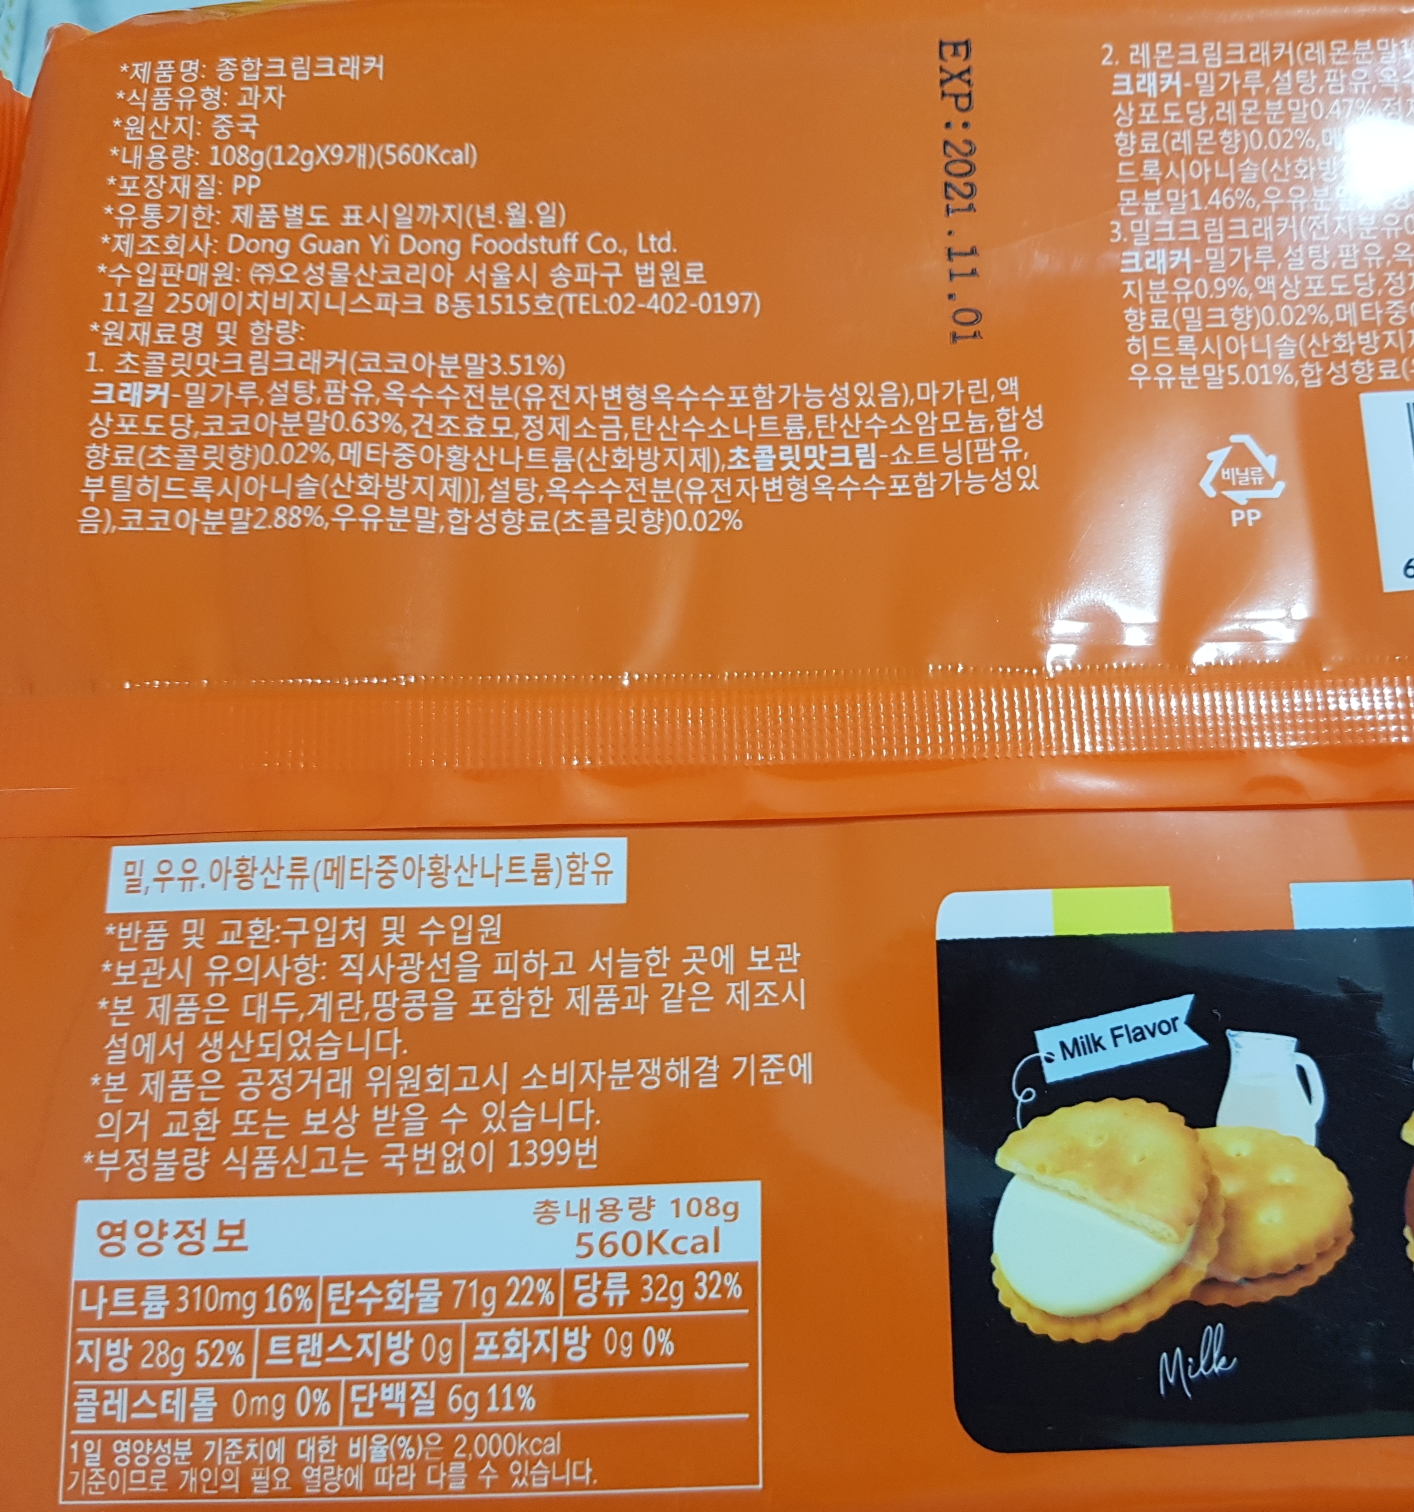 *제품명: 종합크림크래커
*식품유형: 과자
*원산지: 중국
*내용량: 108g(12gX9개)(560Kcal)
*포장재질: PP
*유통기한: 제품별도 표시일까지(년.월.일)
*제조회사: Dong Guan Yi Dong Foodstuff Co., Ltd.
*수입판매원: ㈜오성물산코리아 서울시 송파구 법원로
11길 25에이치비지니스파크 B동1515호(TEL:02-402-0197)
*원재료명 및 함량:
1. 초콜릿맛크림크래커(코코아분말3.51%)
크래커-밀가루,설탕,팜유,옥수수전분(유전자변형옥수수포함가능성있음),마가린,액
상포도당,코코아분말0.63%,건조효모,정제소금,탄산수소나트륨,탄산수소암모늄,합성
향료(초콜릿향)0.02%,메타중아황산나트륨(산화방지제),초콜릿맛크림-쇼트닝[팜유,
부틸히드록시아니솔(산화방지제)],설탕,옥수수전분(유전자변형옥수수포함가능성있
음),코코아분말2.88%,우유분말,합성향료(초콜릿향)0.02%
EXP:2021.11.01
2. 레몬크림크래커(레몬분말
크래커-밀가루,설탕,팜유,옥수
상포도당,레몬분말0.47%,정
향료(레몬향)0.02%,
드록시아니솔(산화방
몬분말1.46%,우유분
3.밀크크림크래커(전지분유
크래커-밀가루,설탕,팜유,옥
지분유0.9%,액상포도당,정
향료(밀크향)0.02%,메타중
히드록시아니솔(산화방지
우유분말5.01%,합성향료(
비닐류
PP
6
밀,우유.아황산류(메타중아황산나트륨)함유
*반품 및 교환:구입처 및 수입원
*보관시 유의사항: 직사광선을 피하고 서늘한 곳에 보관
*본 제품은 대두,계란,땅콩을 포함한 제품과 같은 제조시
설에서 생산되었습니다.
*본 제품은 공정거래 위원회고시 소비자분쟁해결 기준에
의거 교환 또는 보상 받을 수 있습니다.
*부정불량 식품신고는 국번없이 1399번
영양정보
총내용량 108g
560Kcal
나트륨 310mg 16% 탄수화물 71g 22% 당류 32g 32%
지방 28g 52% 트랜스지방 0g 포화지방 0g 0%
콜레스테롤 0mg 0% 단백질 6g 11%
1일 영양성분 기준치에 대한 비율(%)은 2,000kcal
기준이므로 개인의 필요 열량에 따라 다를 수 있습니다.
Milk Flavor
Milk